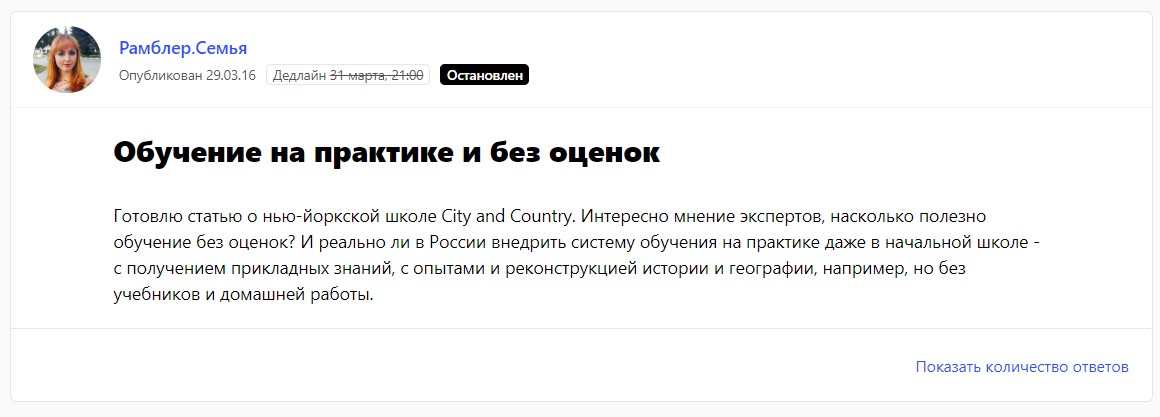 Рамблер.Семья
Опубликован 29.03.16 Дедлайн 31 марта, 21:00 Остановлен
Обучение на практике и без оценок
Готовлю статью о нью-йоркской школе City and Country. Интересно мнение экспертов, насколько полезно
обучение без оценок? И реально ли в России внедрить систему обучения на практике даже в начальной школе -
с получением прикладных знаний, с опытами и реконструкцией истории и географии, например, но без
учебников и домашней работы.
Показать количество ответов